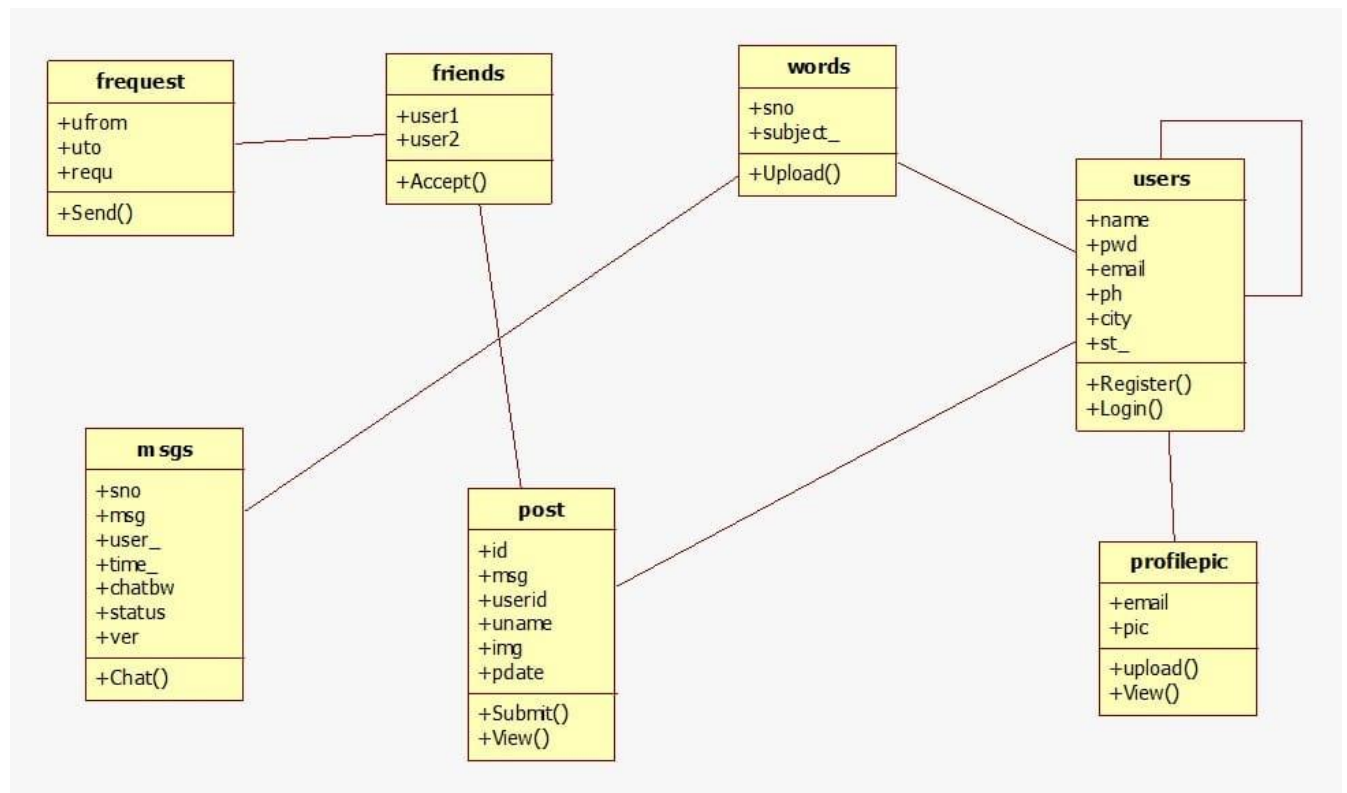 frequest
+ufrom
+uto
+requ
+Send()
friends
+user1
+user2
+Accept()
words
+sno
+subject_
+Upload()
users
+name
+pwd
+email
+ph
+city
+st_
+Register()
+Login()
msgs
+sno
+msg
+user_
+time_
+chatbw
+status
+ver
+Chat()
post
+id
+msg
+userid
+uname
+img
+pdate
+Submit()
+View()
profilepic
+email
+pic
+upload()
+View()